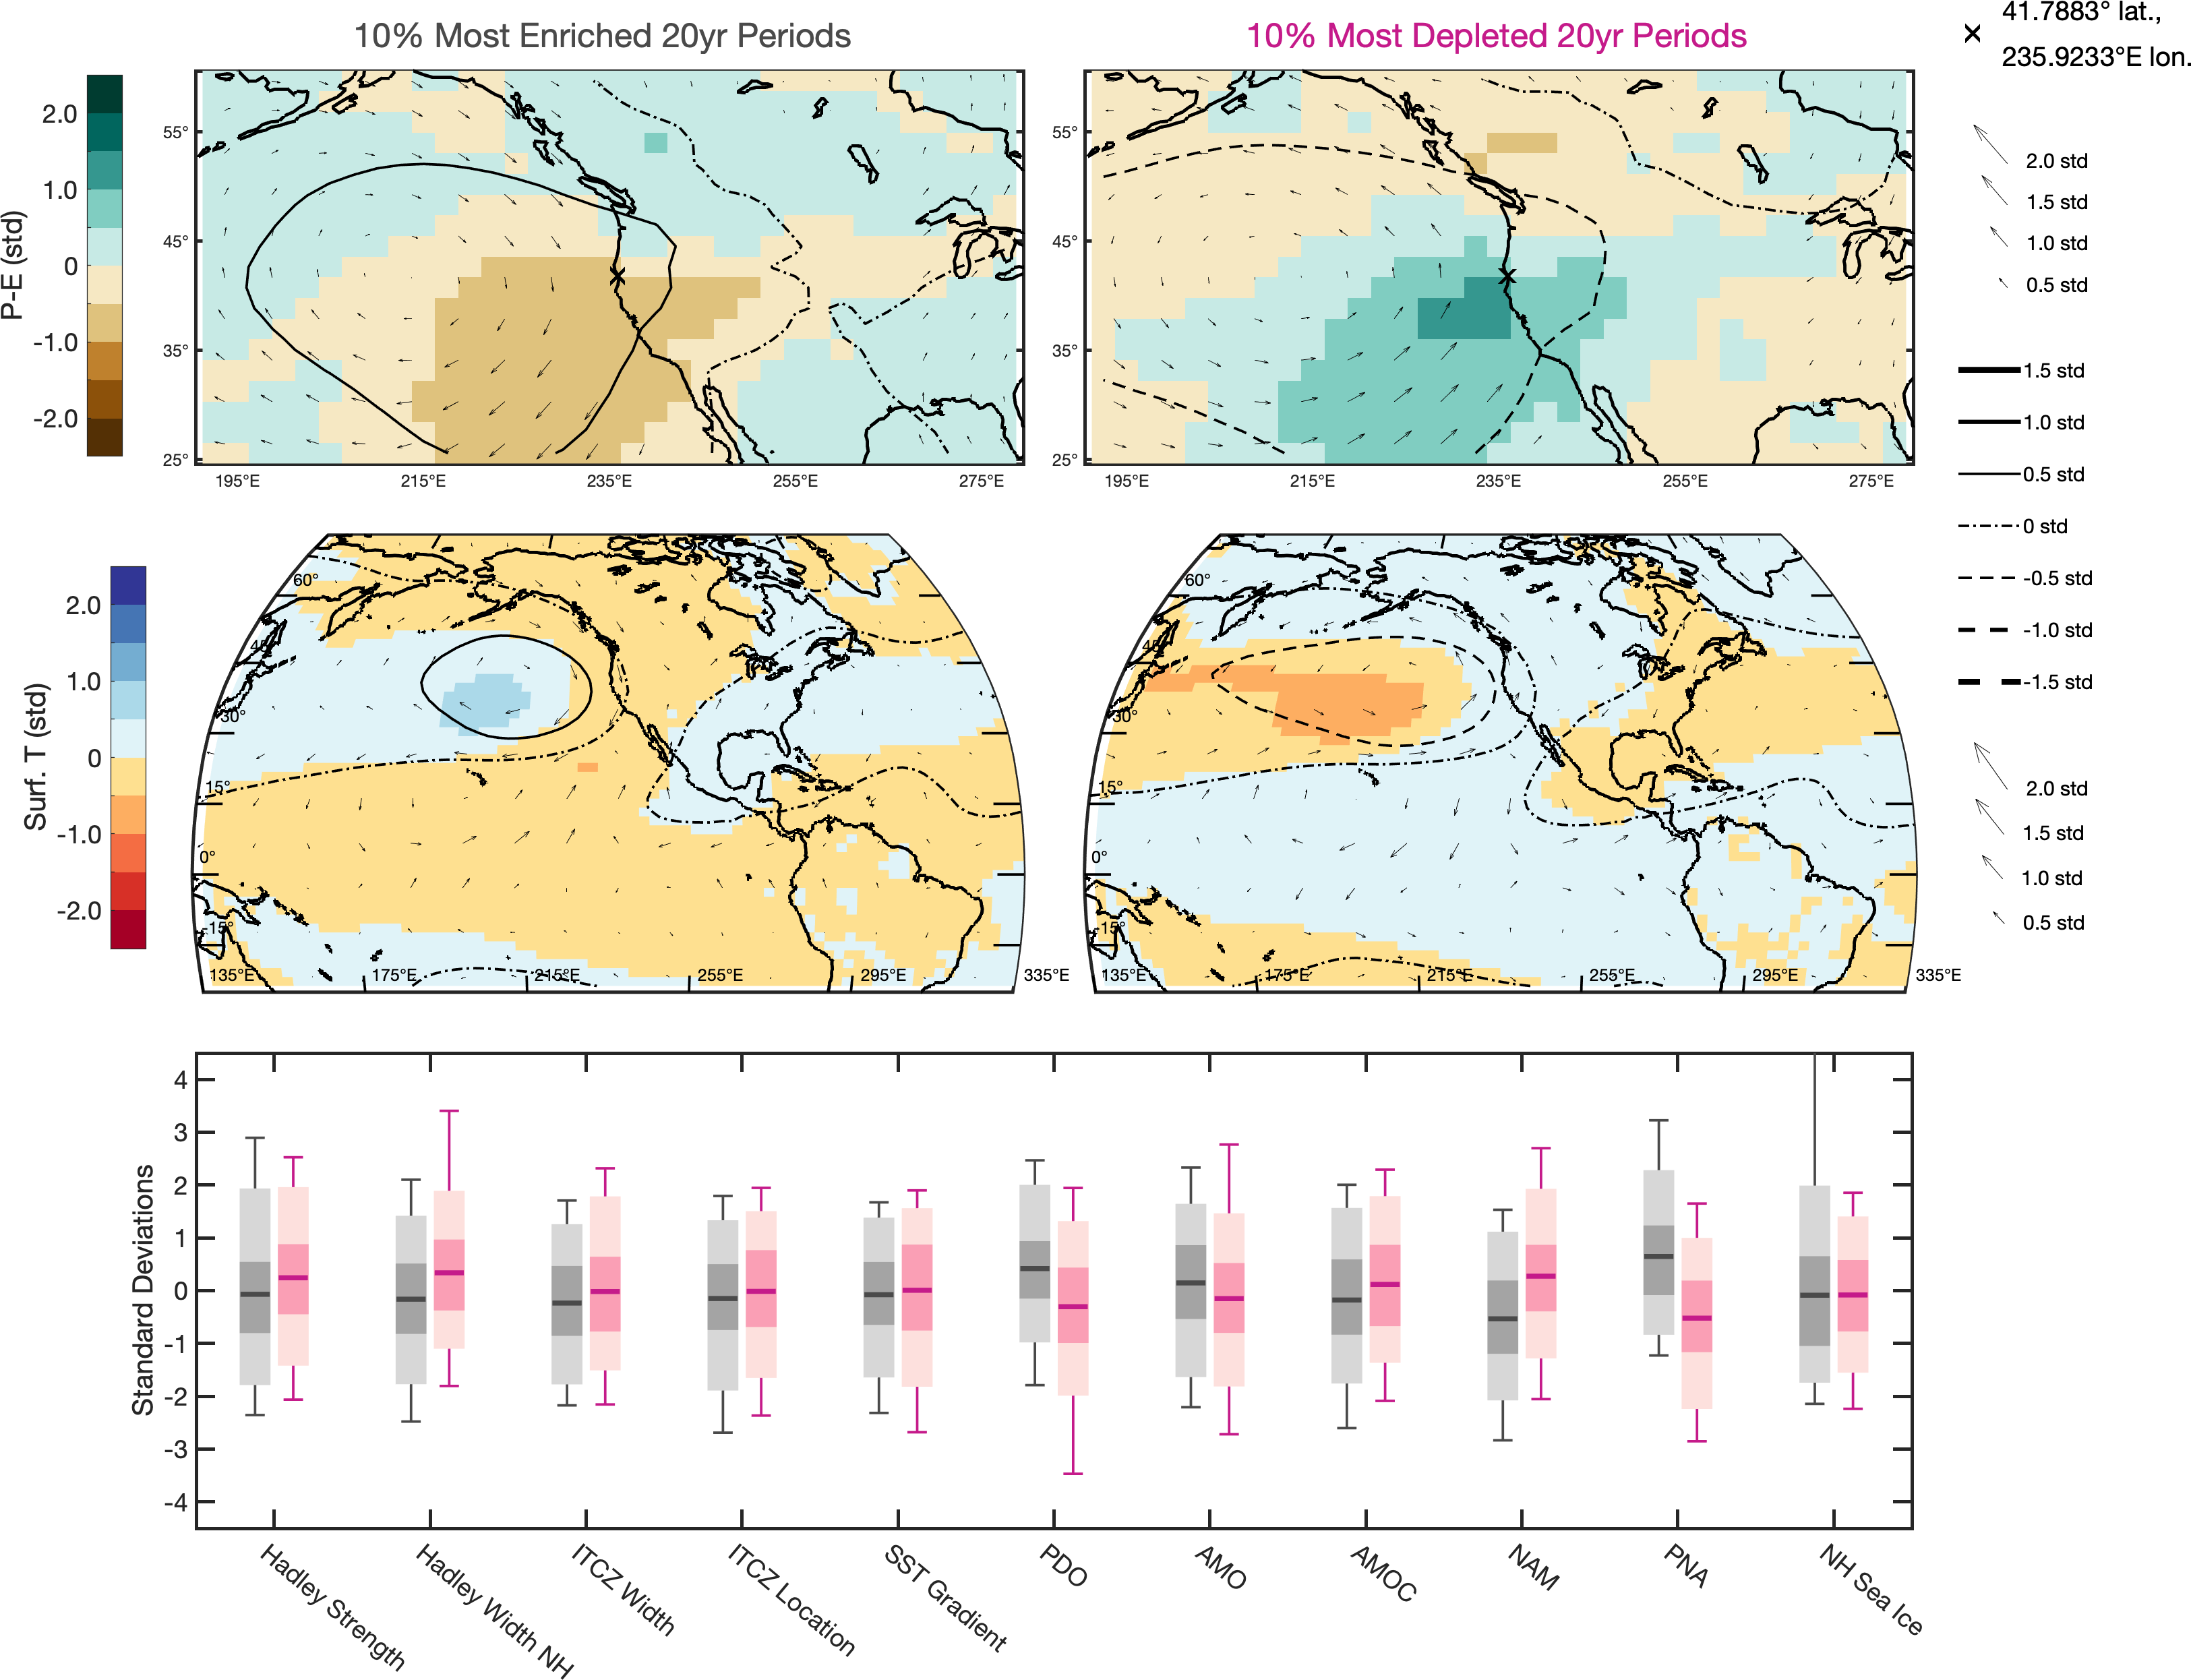 10% Most Enriched 20yr Periods
10% Most Depleted 20yr Periods
41.7883° lat.,
235.9233°E lon.
P-E (std)
2.0
1.0
0
-1.0
-2.0
55°
45°
35°
25°
195°E 215°E 235°E 255°E 275°E
55°
45°
35°
25°
195°E 215°E 235°E 255°E 275°E
2.0 std
1.5 std
1.0 std
0.5 std
1.5 std
1.0 std
0.5 std
0 std
-0.5 std
-1.0 std
-1.5 std
Surf. T (std)
2.0
1.0
0
-1.0
-2.0
60°
45°
30°
15°
0°
-15°
135°E 175°E 215°E 255°E 295°E 335°E
60°
45°
30°
15°
0°
-15°
135°E 175°E 215°E 255°E 295°E 335°E
2.0 std
1.5 std
1.0 std
0.5 std
Standard Deviations
4
3
2
1
0
-1
-2
-3
-4
Hadley Strength
Hadley Width NH
ITCZ Width
ITCZ Location
SST Gradient
PDO
AMO
AMOC
NAM
PNA
NH Sea Ice